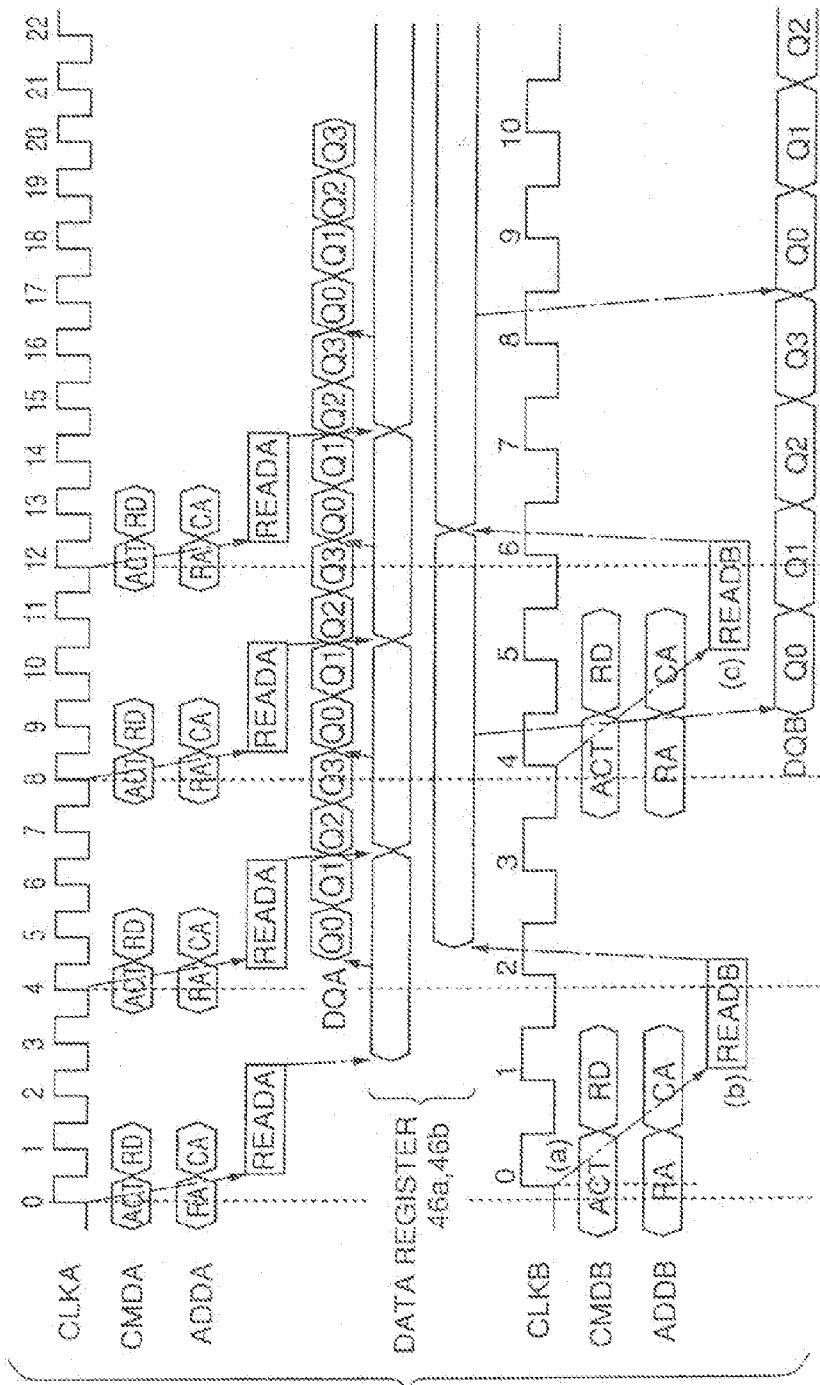 0 1 2 3 4 5 6 7 8 9 10 11 12 13 14 15 16 17 18 19 20 21 22
CLKA
CMDA ACT RD ACT RD ACT RD ACT RD
ADDA RA CA RA CA RA CA RA CA
READA READA READA READA
DQA Q0 Q1 Q2 Q3 Q0 Q1 Q2 Q3 Q0 Q1 Q2 Q3 Q0 Q1 Q2 Q3
DATA REGISTER
46a,46b
0 1 2 3 4 5 6 7 8 9 10
CLKB
(a)
CMDB ACT RD ACT RD
ADDB RA CA RA CA
(b) READB (c) READB
DQB Q0 Q1 Q2 Q3 Q0 Q1 Q2